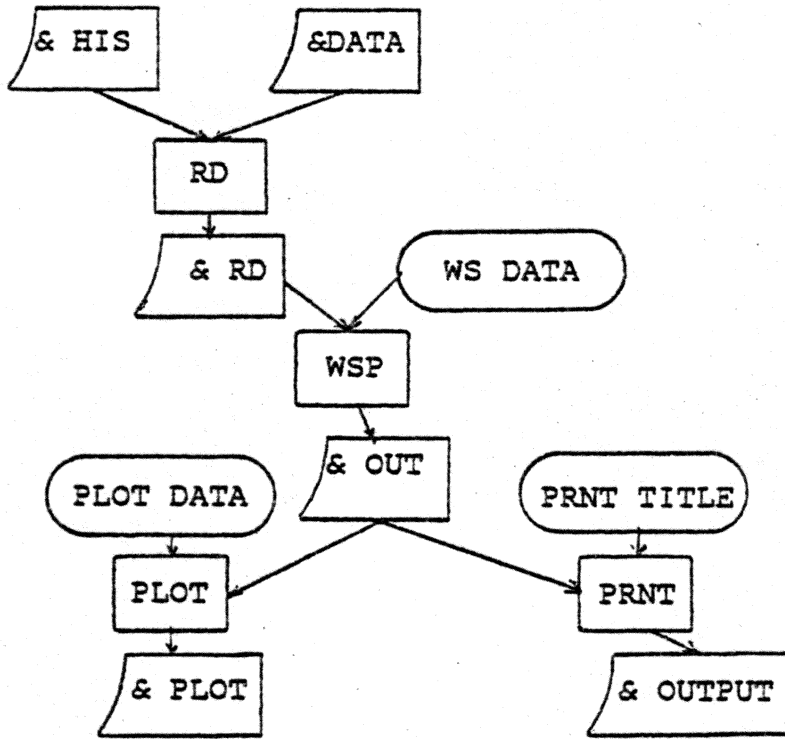 & HIS
&DATA
RD
& RD
WS DATA
WSP
& OUT
PLOT DATA
PRNT TITLE
PLOT
PRNT
& PLOT
& OUTPUT